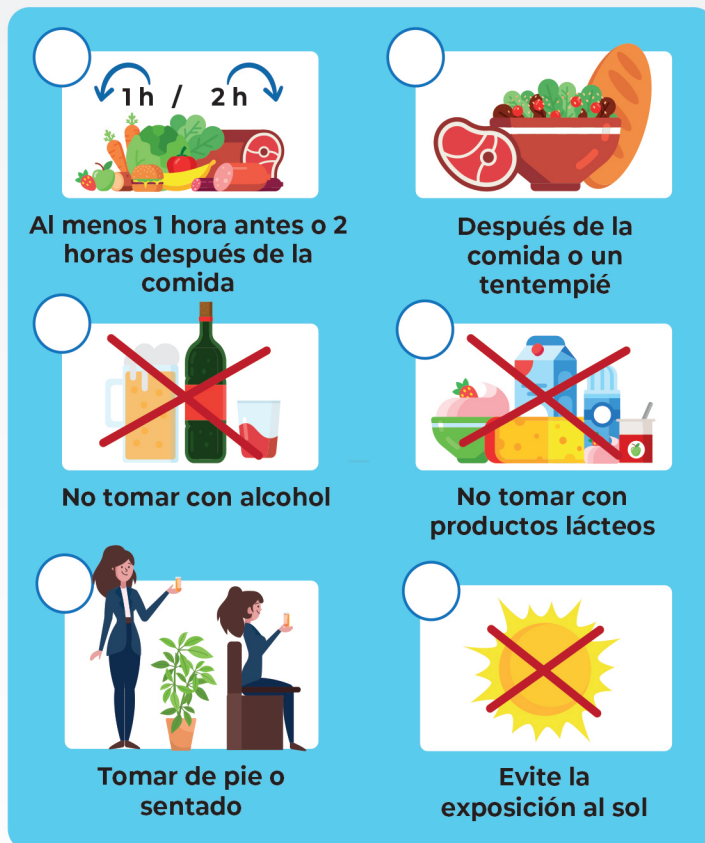 1 h / 2 h
Al menos 1 hora antes o 2
horas después de la
comida
Después de la
comida o un
tentempié
No tomar con alcohol
No tomar con
productos lácteos
Tomar de pie o
sentado
Evite la
exposición al sol